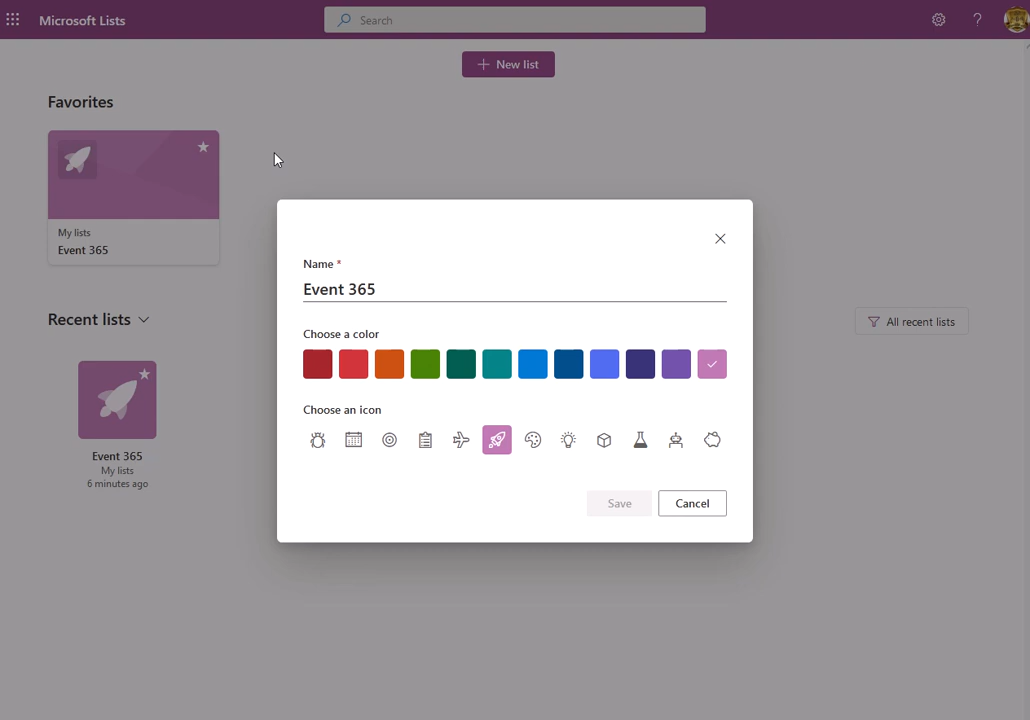 Microsoft Lists
Search
New list
Favorites
My lists
Event 365
Recent lists
All recent lists
Event 365
My lists
6 minutes ago
Name *
Event 365
Choose a color
Choose an icon
Save
Cancel